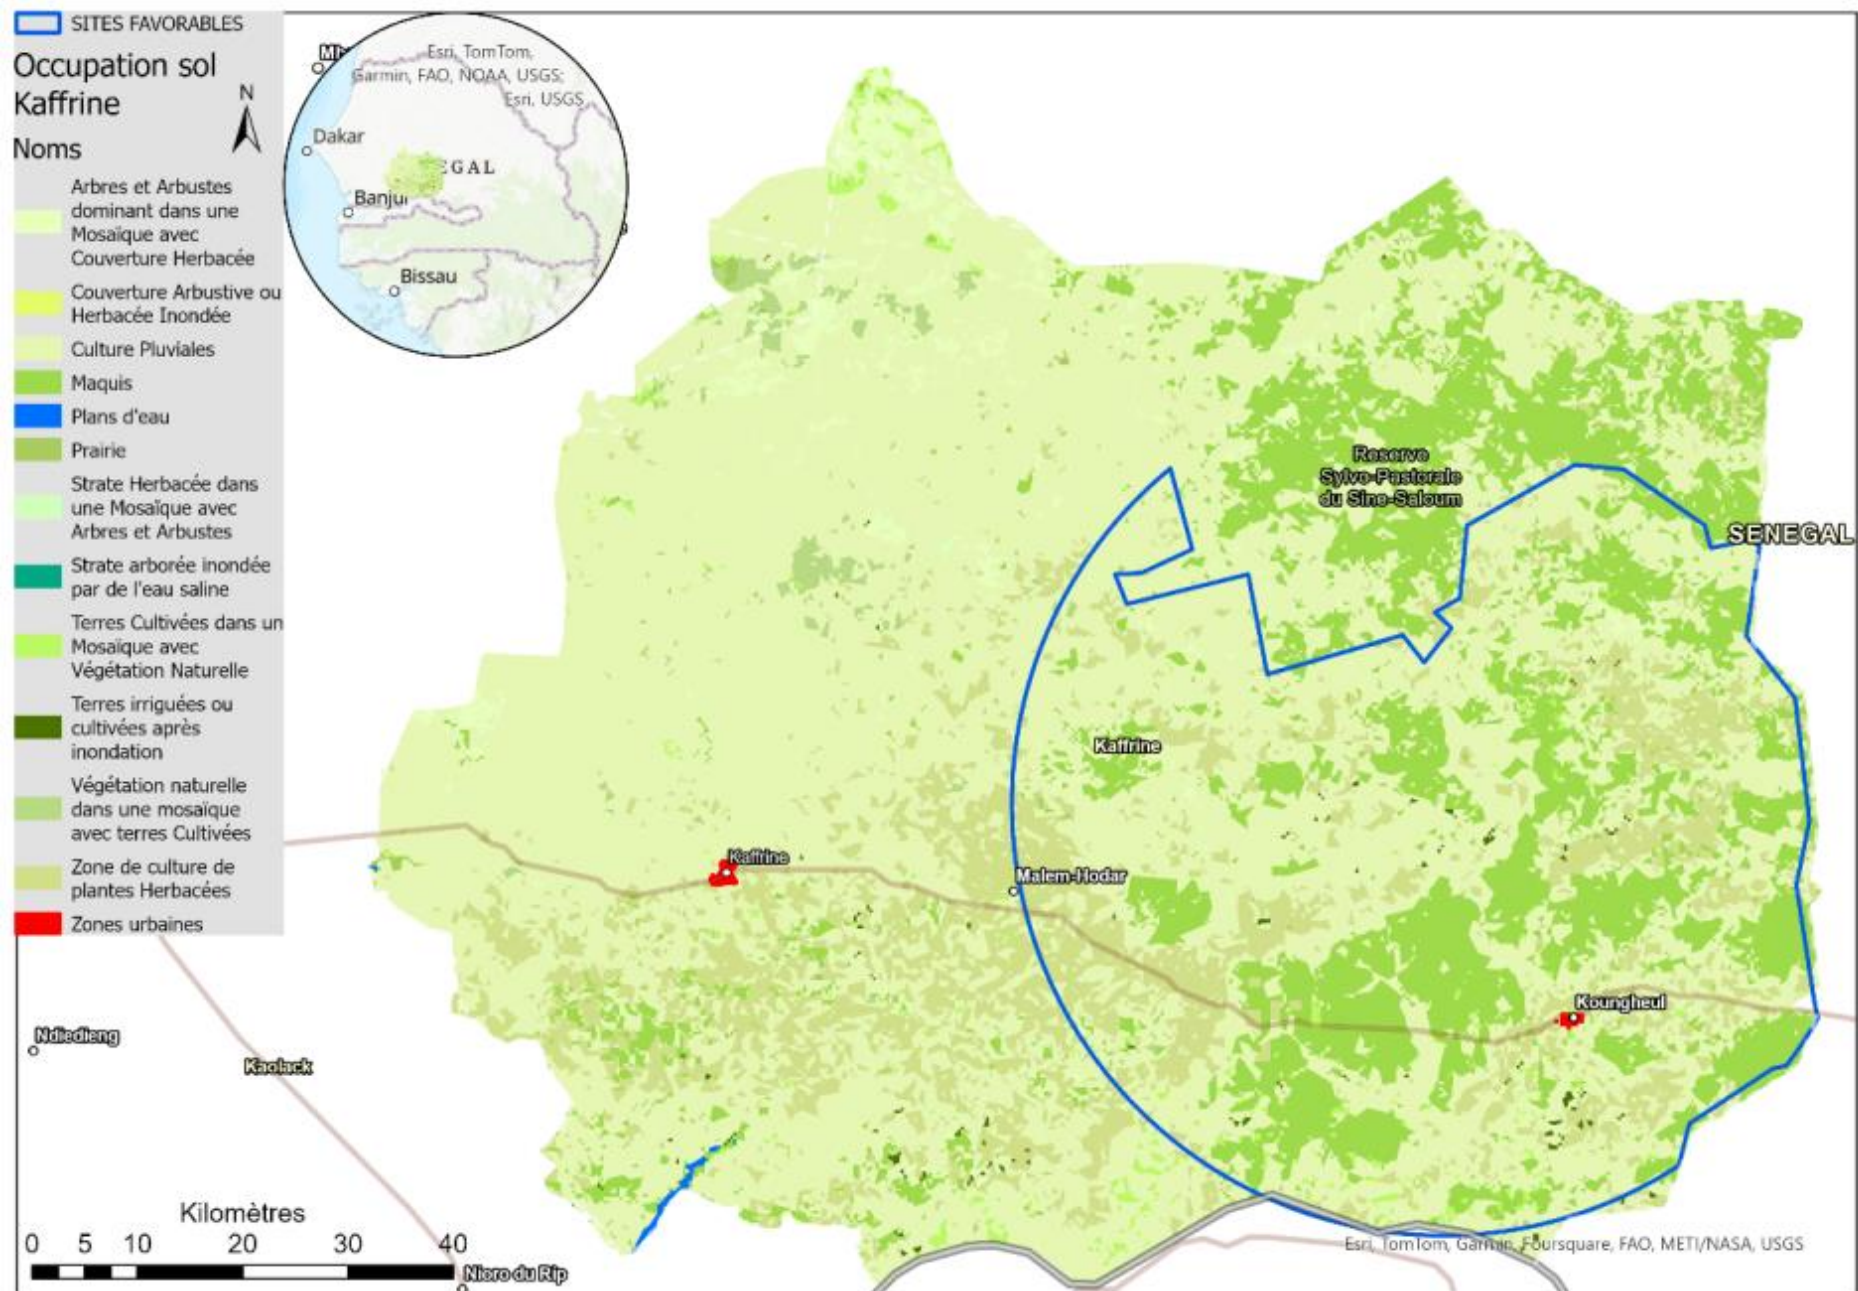 SITES FAVORABLES
Occupation sol
Kaffrine
N
Noms
Arbres et Arbustes
dominant dans une
Mosaïque avec
Couverture Herbacée
Couverture Arbustive ou
Herbacée Inondée
Culture Pluviales
Maquis
Plans d'eau
Prairie
Strate Herbacée dans
une Mosaïque avec
Arbres et Arbustes
Strate arborée inondée
par de l'eau saline
Terres Cultivées dans un
Mosaïque avec
Végétation Naturelle
Terres irriguées ou
cultivées après
inondation
Végétation naturelle
dans une mosaïque
avec terres Cultivées
Zone de culture de
plantes Herbacées
Zones urbaines
Esri, TomTom,
Garmin, FAO, NOAA, USGS;
Esri, USGS
Dakar
EGAL
Banjul
Bissau
Reserve
Sylvo-Pastorale
du Sine-Saloum
SENEGAL
Kaffrine
Kaffrine
Malem-Hodar
Koungheul
Ndiedieng
Kaolack
Kilomètres
0 5 10 20 30 40
Nioro du Rip
Esri, TomTom, Garmin, Foursquare, FAO, METI/NASA, USGS